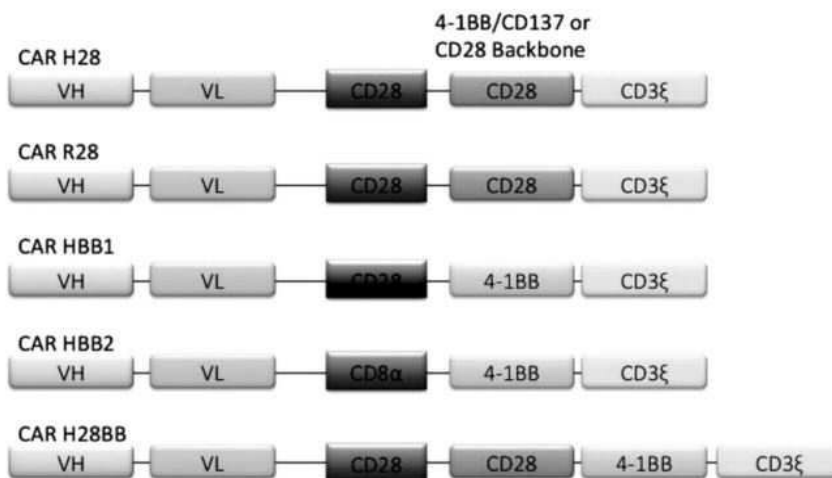 4-1BB/CD137 or
CD28 Backbone
CAR H28
VH VL CD28 CD28 CD3ξ
CAR R28
VH VL CD28 CD28 CD3ξ
CAR HBB1
VH VL CD28 4-1BB CD3ξ
CAR HBB2
VH VL CD8α 4-1BB CD3ξ
CAR H28BB
VH VL CD28 CD28 4-1BB CD3ξ